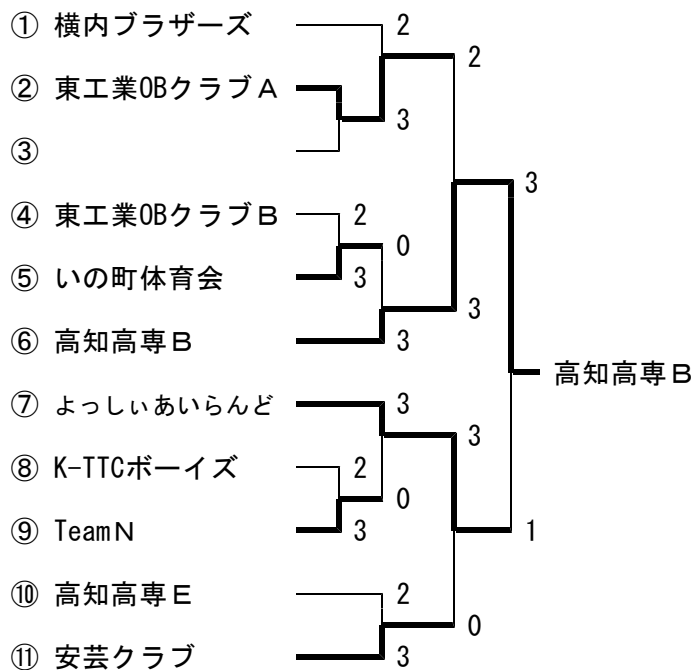 ① 横内ブラザーズ 2
2
② 東工業OBクラブA
3
③
3
④ 東工業OBクラブB 2
0
⑤ いの町体育会 3
3
⑥ 高知高専B 3
高知高専B
⑦ よっしぃあいらんど 3
3
⑧ K-TTCボーイズ 2
0
⑨ TeamN 3
1
⑩ 高知高専E 2
0
⑪ 安芸クラブ 3